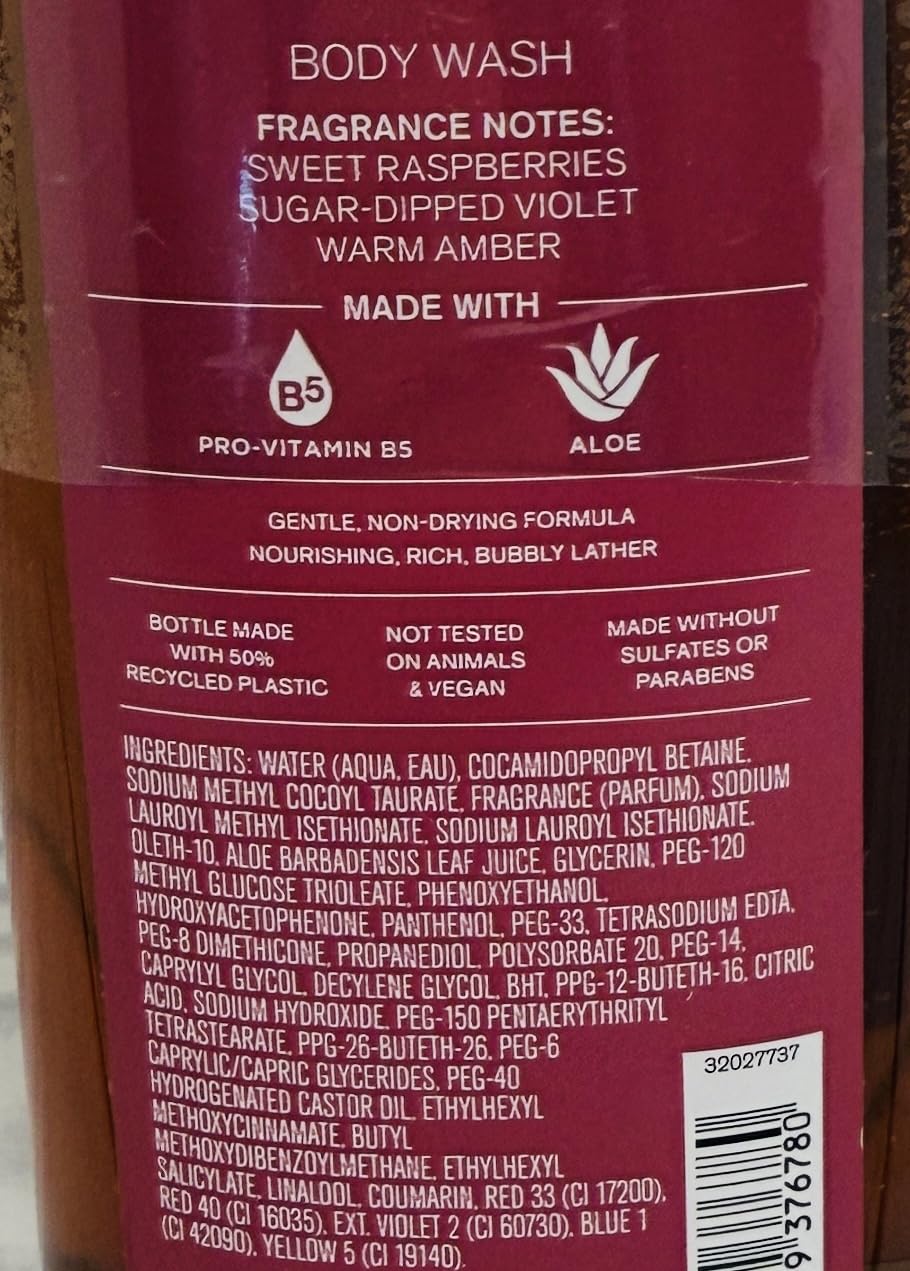 BODY WASH
FRAGRANCE NOTES:
SWEET RASPBERRIES
SUGAR-DIPPED VIOLET
WARM AMBER
MADE WITH
B5
PRO-VITAMIN B5
ALOE
GENTLE, NON-DRYING FORMULA
NOURISHING, RICH, BUBBLY LATHER
BOTTLE MADE
WITH 50%
RECYCLED PLASTIC
NOT TESTED
ON ANIMALS
& VEGAN
MADE WITHOUT
SULFATES OR
PARABENS
INGREDIENTS: WATER (AQUA, EAU), COCAMIDOPROPYL BETAINE,
SODIUM METHYL COCOYL TAURATE, FRAGRANCE (PARFUM), SODIUM
LAUROYL METHYL ISETHIONATE, SODIUM LAUROYL ISETHIONATE,
OLETH-10, ALOE BARBADENSIS LEAF JUICE, GLYCERIN, PEG-120
METHYL GLUCOSE TRIOLEATE, PHENOXYETHANOL,
HYDROXYACETOPHENONE, PANTHENOL, PEG-33, TETRASODIUM EDTA,
PEG-8 DIMETHICONE, PROPANEDIOL, POLYSORBATE 20, PEG-14,
CAPRYLYL GLYCOL, DECYLENE GLYCOL, BHT, PPG-12-BUTETH-16, CITRIC
ACID, SODIUM HYDROXIDE, PEG-150 PENTAERYTHRITYL
TETRASTEARATE, PPG-26-BUTETH-26, PEG-6
CAPRYLIC/CAPRIC GLYCERIDES, PEG-40
HYDROGENATED CASTOR OIL, ETHYLHEXYL
METHOXYCINNAMATE, BUTYL
METHOXYDIBENZOYLMETHANE, ETHYLHEXYL
SALICYLATE, LINALOOL, COUMARIN, RED 33 (CI 17200),
RED 40 (CI 16035), EXT. VIOLET 2 (CI 60730), BLUE 1
(CI 42090), YELLOW 5 (CI 19140).
32027737
9 376780